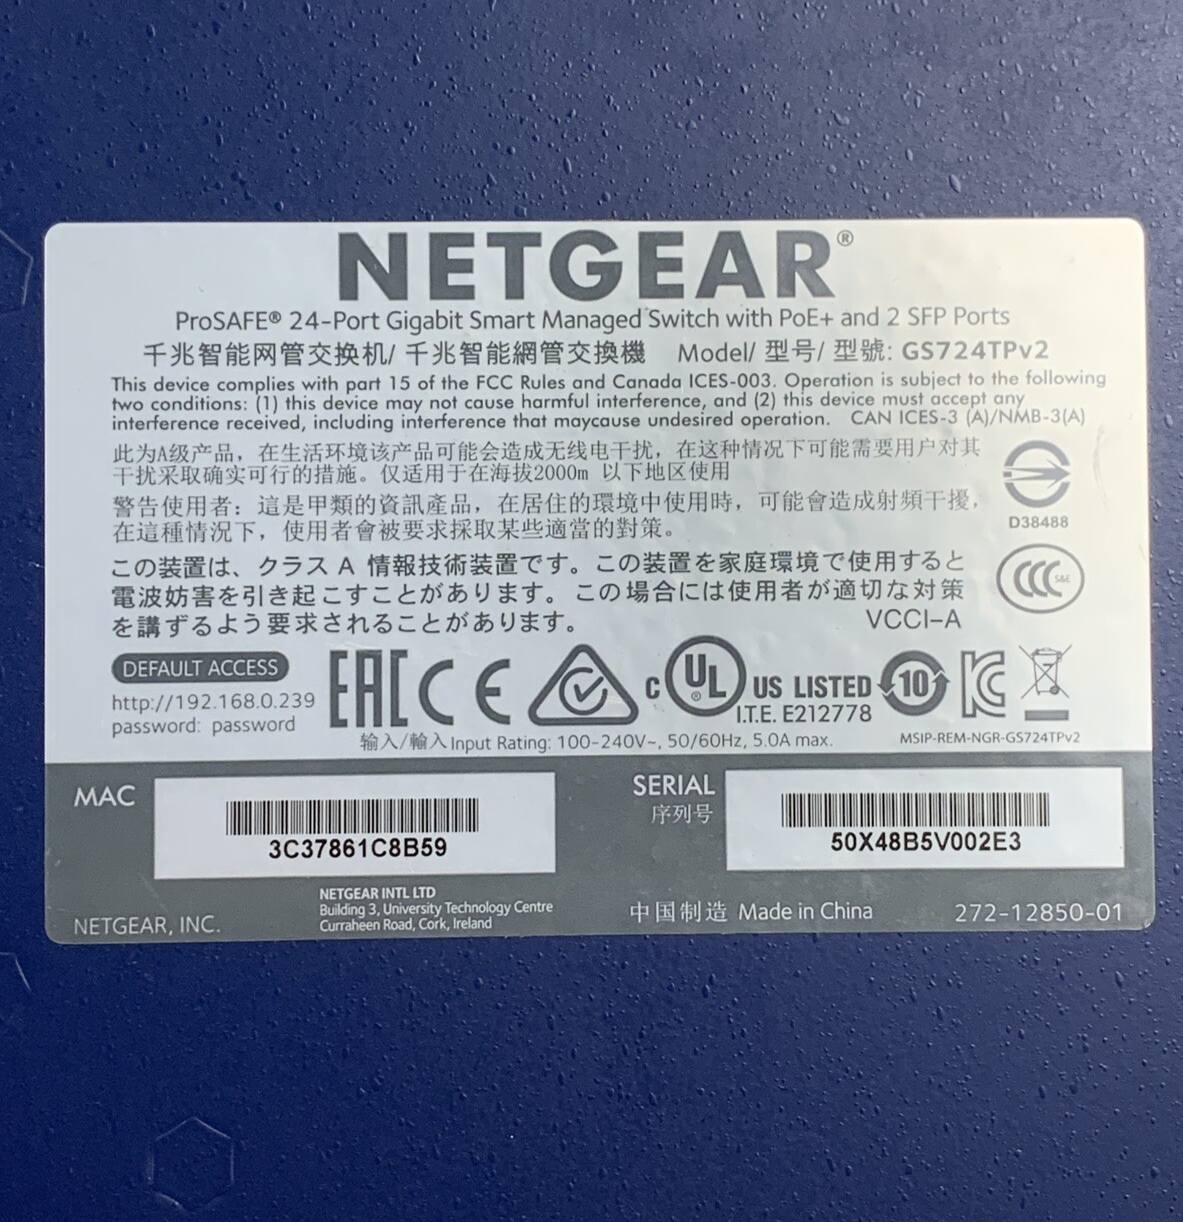 NETGEAR®
ProSAFE® 24-Port Gigabit Smart Managed Switch with PoE+ and 2 SFP Ports
千兆智能网管交换机/ 千兆智能網管交換機 Model/ 型号/ 型號: GS724TPv2
This device complies with part 15 of the FCC Rules and Canada ICES-003. Operation is subject to the following
two conditions: (1) this device may not cause harmful interference, and (2) this device must accept any
interference received, including interference that maycause undesired operation. CAN ICES-3 (A)/NMB-3(A)
此为A级产品，在生活环境该产品可能会造成无线电干扰，在这种情况下可能需要用户对其
干扰采取确实可行的措施。仅适用于在海拔2000m 以下地区使用
警告使用者：這是甲類的資訊產品，在居住的環境中使用時，可能會造成射頻干擾，
在這種情況下，使用者會被要求採取某些適當的對策。
D38488
この装置は、クラス A 情報技術装置です。この装置を家庭環境で使用すると
電波妨害を引き起こすことがあります。この場合には使用者が適切な対策
を講ずるよう要求されることがあります。 VCCI-A
CCC S&E
DEFAULT ACCESS
http://192.168.0.239
password: password
EAC CE C UL® US LISTED 10 KC
I.T.E. E212778
输入/輸入 Input Rating: 100-240V~, 50/60Hz, 5.0A max.
MSIP-REM-NGR-GS724TPv2
MAC
3C37861C8B59
SERIAL
序列号
50X48B5V002E3
NETGEAR, INC.
NETGEAR INTL LTD
Building 3, University Technology Centre
Curraheen Road, Cork, Ireland
中国制造 Made in China
272-12850-01